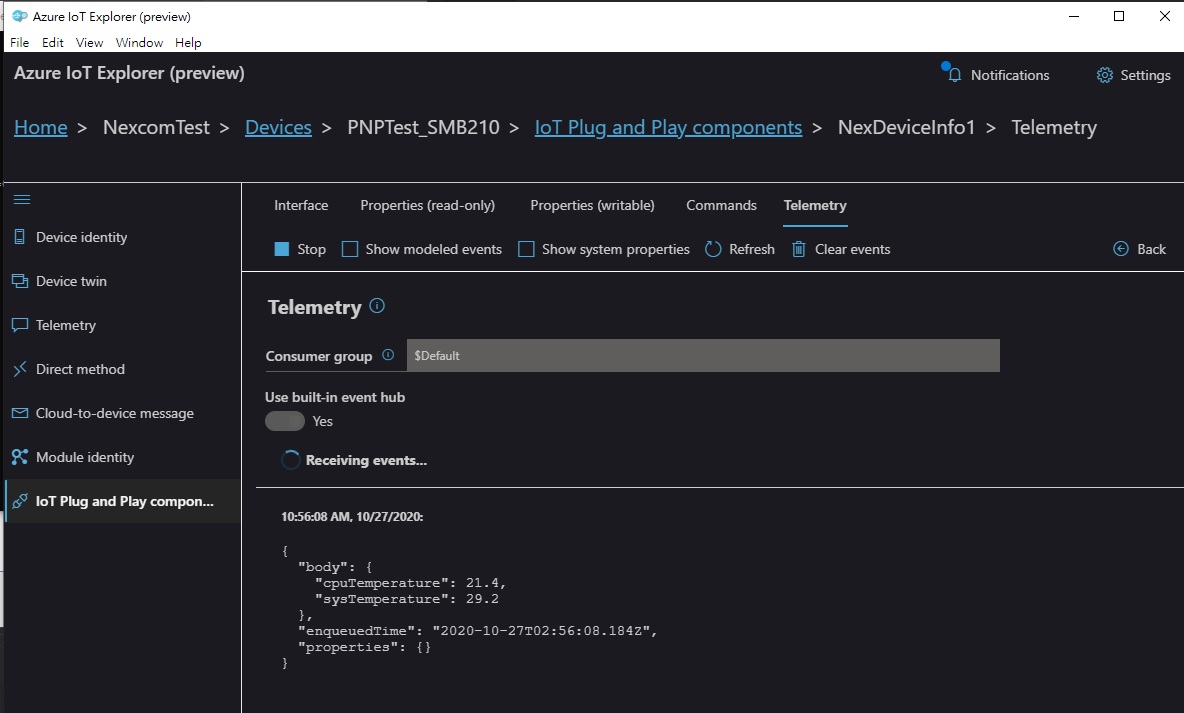 Azure IoT Explorer (preview)
File Edit View Window Help
Azure IoT Explorer (preview)
Notifications
Settings
Home > NexcomTest > Devices > PNPTest_SMB210 > IoT Plug and Play components > NexDeviceInfo1 > Telemetry
Interface Properties (read-only) Properties (writable) Commands Telemetry
Stop Show modeled events Show system properties Refresh Clear events Back
Device identity
Device twin
Telemetry
Direct method
Cloud-to-device message
Module identity
IoT Plug and Play compon...
Telemetry
Consumer group $Default
Use built-in event hub
Yes
Receiving events...
10:56:08 AM, 10/27/2020:
{
"body": {
"cpuTemperature": 21.4,
"sysTemperature": 29.2
},
"enqueuedTime": "2020-10-27T02:56:08.184Z",
"properties": {}
}